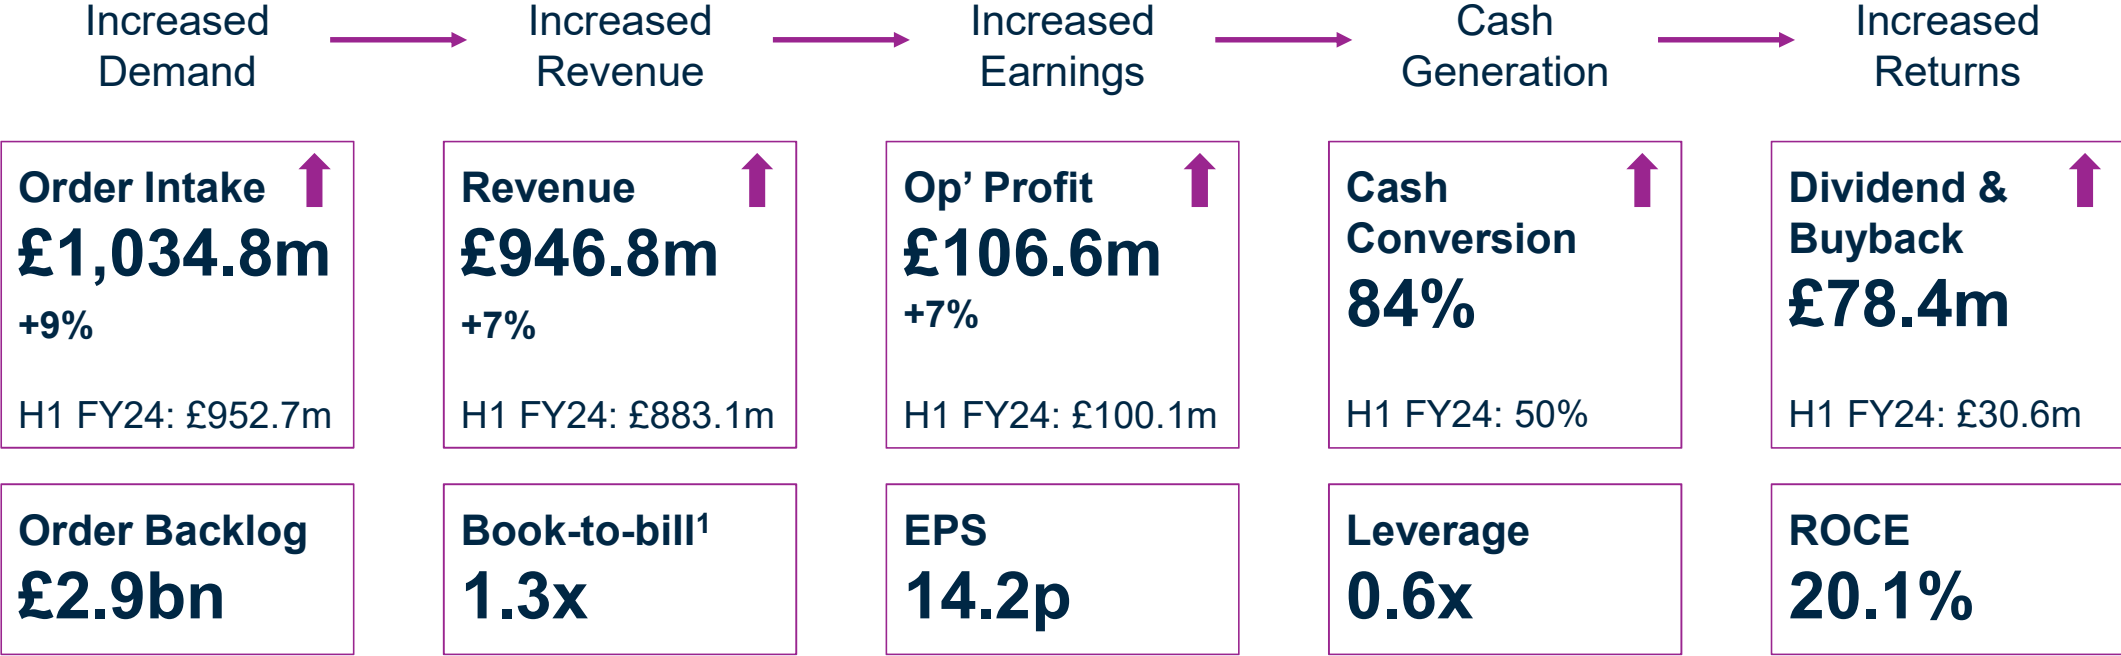 Increased
Demand
Increased
Revenue
Increased
Earnings
Cash
Generation
Increased
Returns
Order Intake
£1,034.8m
+9%
H1 FY24: £952.7m
Revenue
£946.8m
+7%
H1 FY24: £883.1m
Op’ Profit
£106.6m
+7%
H1 FY24: £100.1m
Cash
Conversion
84%
H1 FY24: 50%
Dividend &
Buyback
£78.4m
H1 FY24: £30.6m
Order Backlog
£2.9bn
Book-to-bill¹
1.3x
EPS
14.2p
Leverage
0.6x
ROCE
20.1%